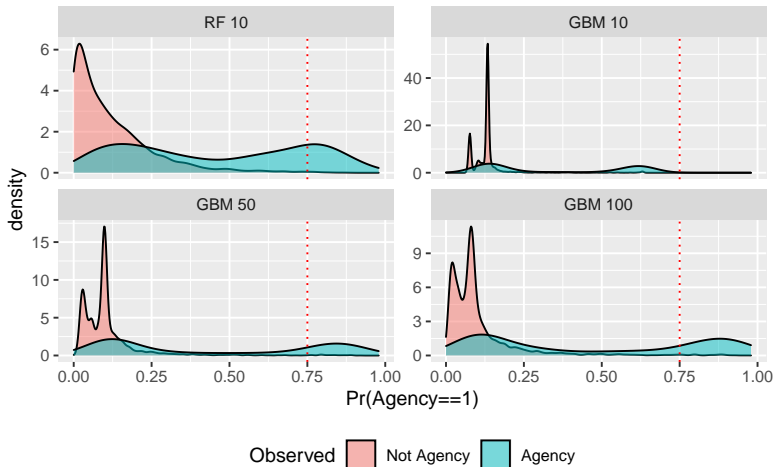 RF 10
GBM 10
6
4
2
0
40
20
0
density
GBM 50
GBM 100
15
10
5
0
9
6
3
0
0.00 0.25 0.50 0.75 1.00
0.00 0.25 0.50 0.75 1.00
Pr(Agency==1)
Observed Not Agency Agency